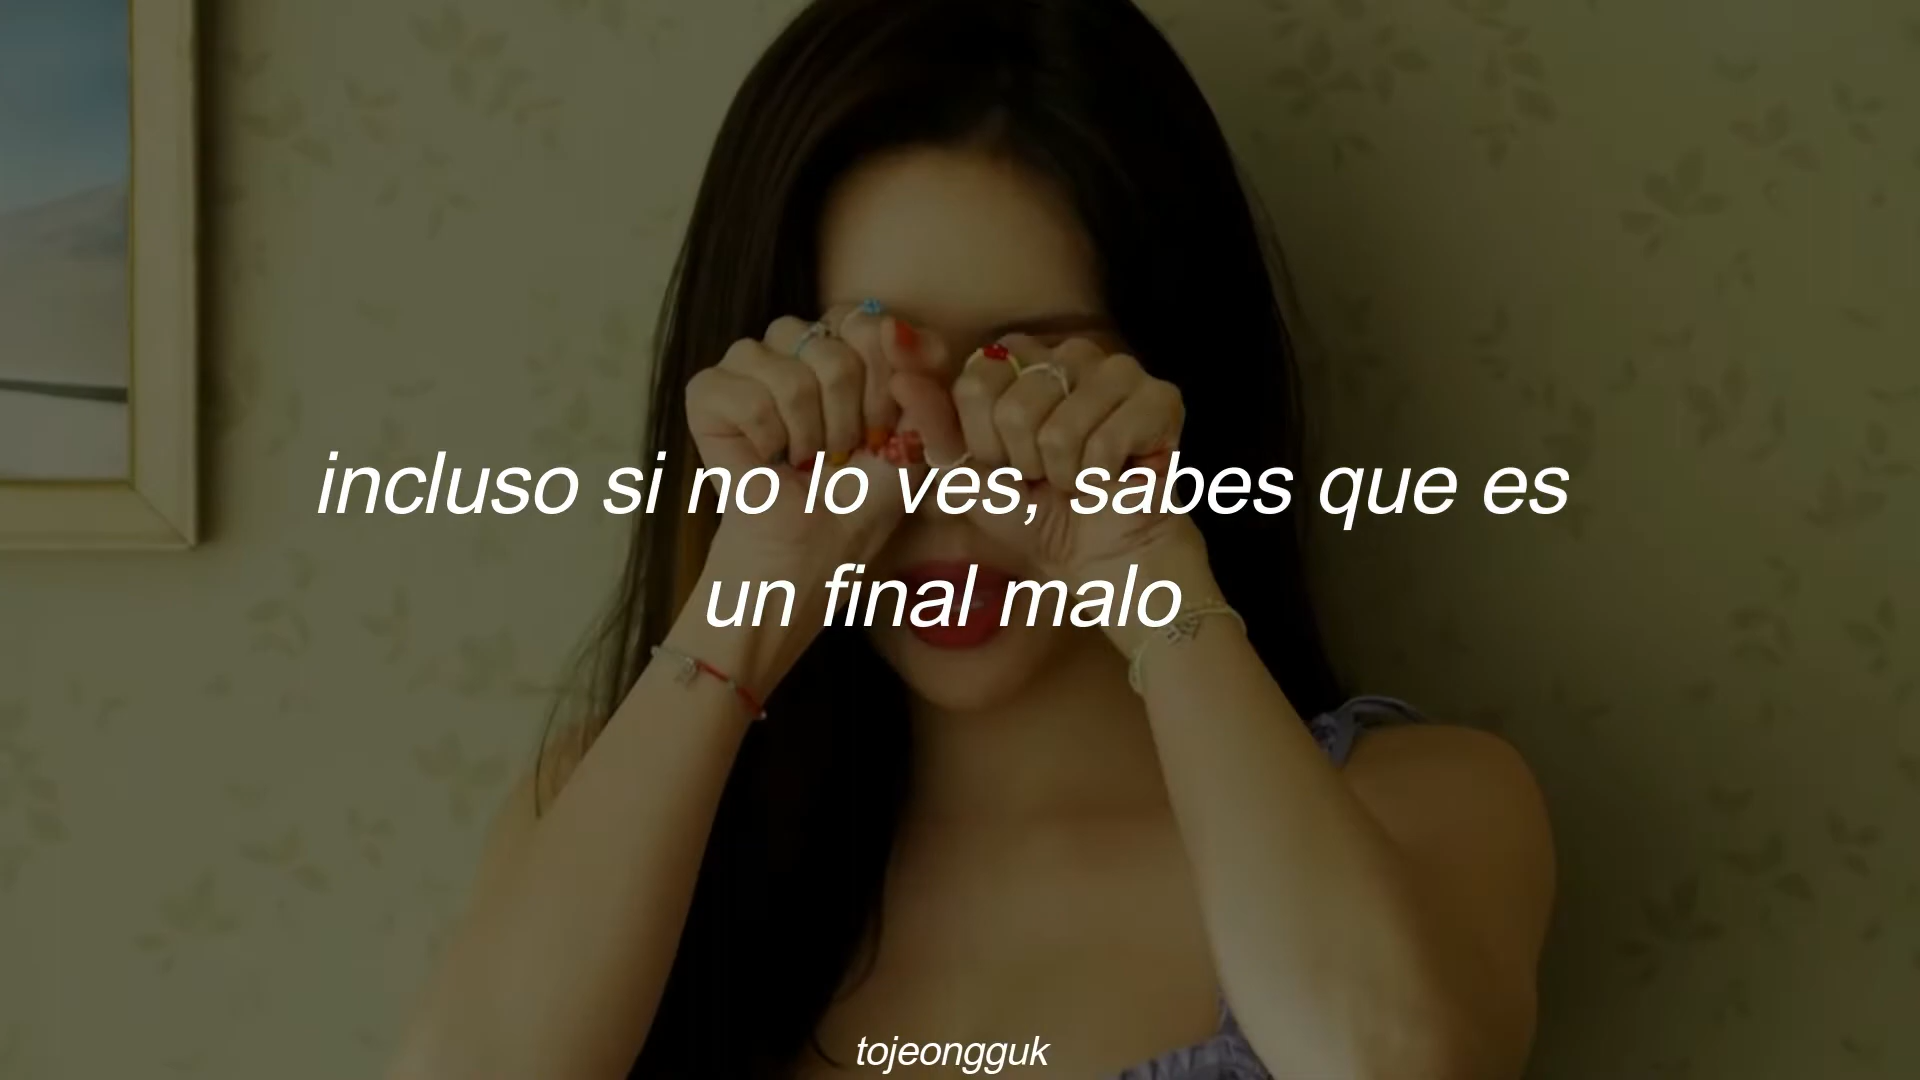 incluso si no lo ves, sabes que es
un final malo
tojeongguk